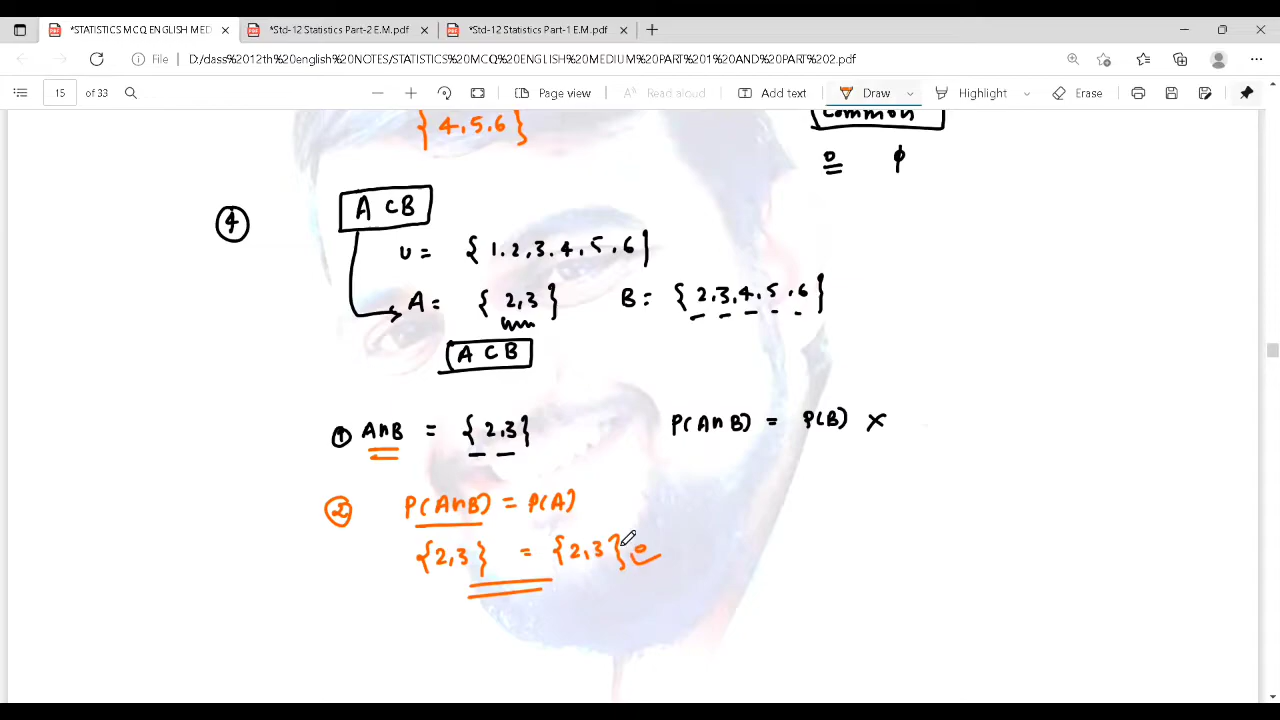 *STATISTICS MCQ ENGLISH MED
*Std-12 Statistics Part-2 E.M.pdf
*Std-12 Statistics Part-1 E.M.pdf
File
D:/class%2012th%20english%20NOTES/STATISTICS%20MCQ%20ENGLISH%20MEDIUM%20PART%201%20AND%20PART%202.pdf
15 of 33
Page view
Read aloud
Add text
Draw
Highlight
Erase
{4,5.6}
Common
0 ϕ
④ A ⊂ B
U = {1.2,3.4,5.6}
A = {2,3} B = {2,3,4,5.6}
A ⊂ B
① A∩B = {2,3} P(A∩B) = P(B) ×
② P(A∩B) = P(A)
{2,3} = {2,3}